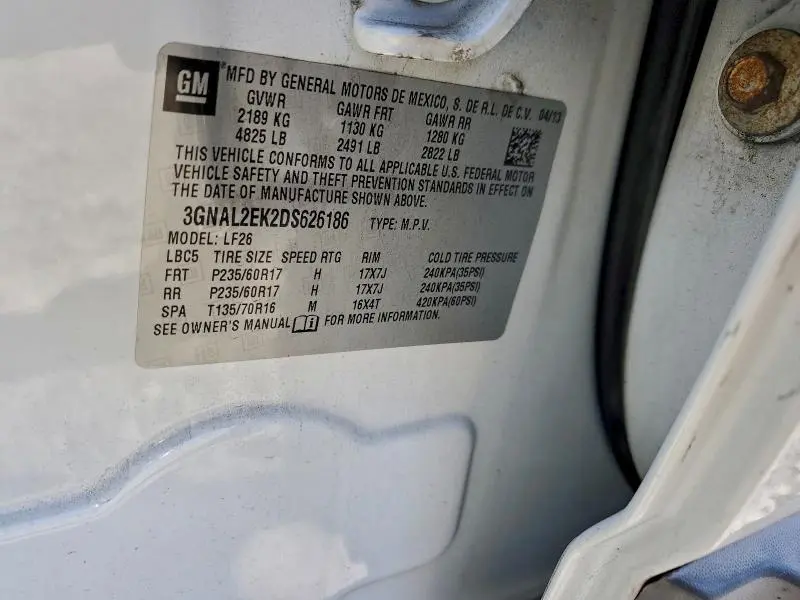 GM
®MFD BY GENERAL MOTORS DE MEXICO, S. DE R.L. DE C.V. 04/13
GVWR GAWR FRT GAWR RR
2189 KG 1130 KG 1280 KG
4825 LB 2491 LB 2822 LB
THIS VEHICLE CONFORMS TO ALL APPLICABLE U.S. FEDERAL MOTOR
VEHICLE SAFETY AND THEFT PREVENTION STANDARDS IN EFFECT ON
THE DATE OF MANUFACTURE SHOWN ABOVE.
3GNAL2EK2DS626186 TYPE: M.P.V.
MODEL: LF26
LBC5 TIRE SIZE SPEED RTG RIM COLD TIRE PRESSURE
FRT P235/60R17 H 17X7J 240KPA(35PSI)
RR P235/60R17 H 17X7J 240KPA(35PSI)
SPA T135/70R16 M 16X4T 420KPA(60PSI)
SEE OWNER'S MANUAL FOR MORE INFORMATION.